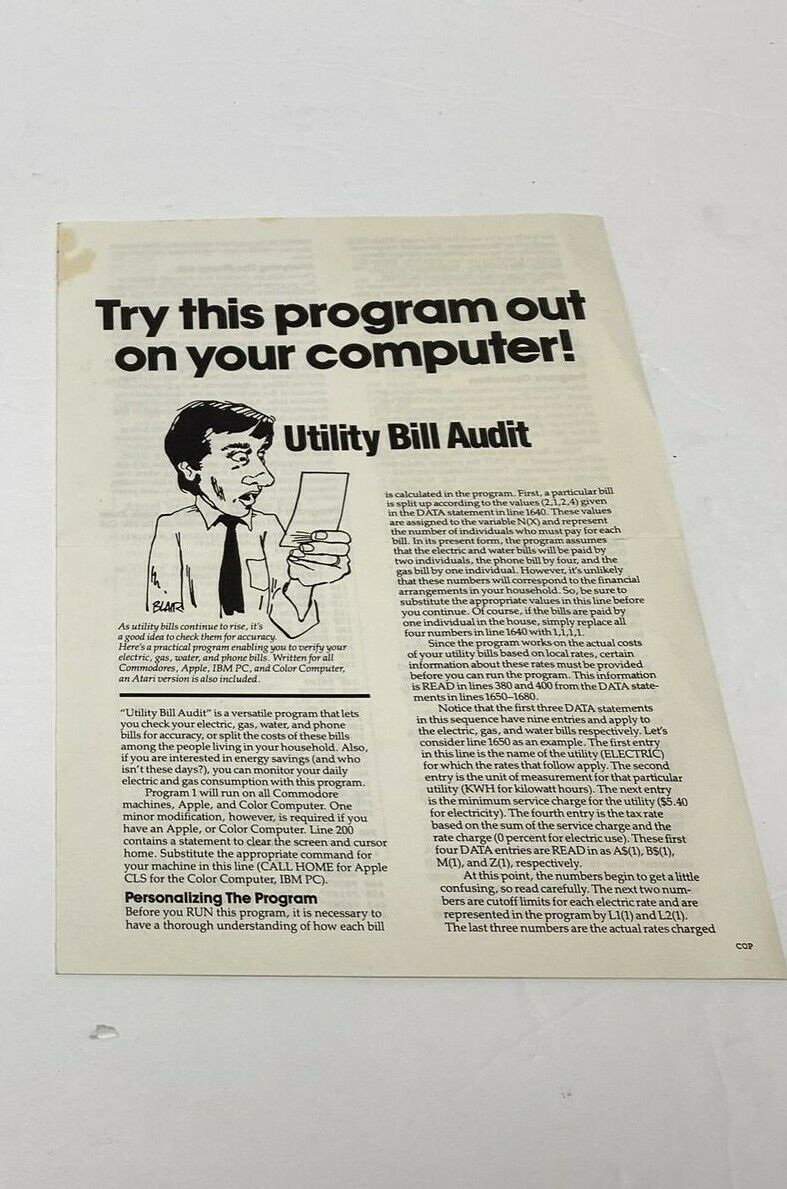 Try this program out
on your computer!
Utility Bill Audit
BLAIR
As utility bills continue to rise, it's
a good idea to check them for accuracy.
Here's a practical program enabling you to verify your
electric, gas, water, and phone bills. Written for all
Commodores, Apple, IBM PC, and Color Computer,
an Atari version is also included.
"Utility Bill Audit" is a versatile program that lets
you check your electric, gas, water, and phone
bills for accuracy, or split the costs of these bills
among the people living in your household. Also,
if you are interested in energy savings (and who
isn't these days?), you can monitor your daily
electric and gas consumption with this program.
Program 1 will run on all Commodore
machines, Apple, and Color Computer. One
minor modification, however, is required if you
have an Apple, or Color Computer. Line 200
contains a statement to clear the screen and cursor
home. Substitute the appropriate command for
your machine in this line (CALL HOME for Apple
CLS for the Color Computer, IBM PC).
Personalizing The Program
Before you RUN this program, it is necessary to
have a thorough understanding of how each bill
is calculated in the program. First, a particular bill
is split up according to the values (2,1,2,4) given
in the DATA statement in line 1640. These values
are assigned to the variable N(X) and represent
the number of individuals who must pay for each
bill. In its present form, the program assumes
that the electric and water bills will be paid by
two individuals, the phone bill by four, and the
gas bill by one individual. However, it's unlikely
that these numbers will correspond to the financial
arrangements in your household. So, be sure to
substitute the appropriate values in this line before
you continue. Of course, if the bills are paid by
one individual in the house, simply replace all
four numbers in line 1640 with 1,1,1,1.
Since the program works on the actual costs
of your utility bills based on local rates, certain
information about these rates must be provided
before you can run the program. This information
is READ in lines 380 and 400 from the DATA state-
ments in lines 1650–1680.
Notice that the first three DATA statements
in this sequence have nine entries and apply to
the electric, gas, and water bills respectively. Let's
consider line 1650 as an example. The first entry
in this line is the name of the utility (ELECTRIC)
for which the rates that follow apply. The second
entry is the unit of measurement for that particular
utility (KWH for kilowatt hours). The next entry
is the minimum service charge for the utility ($5.40
for electricity). The fourth entry is the tax rate
based on the sum of the service charge and the
rate charge (0 percent for electric use). These first
four DATA entries are READ in as A$(1), B$(1),
M(1), and Z(1), respectively.
At this point, the numbers begin to get a little
confusing, so read carefully. The next two num-
bers are cutoff limits for each electric rate and are
represented in the program by L1(1) and L2(1).
The last three numbers are the actual rates charged
COP